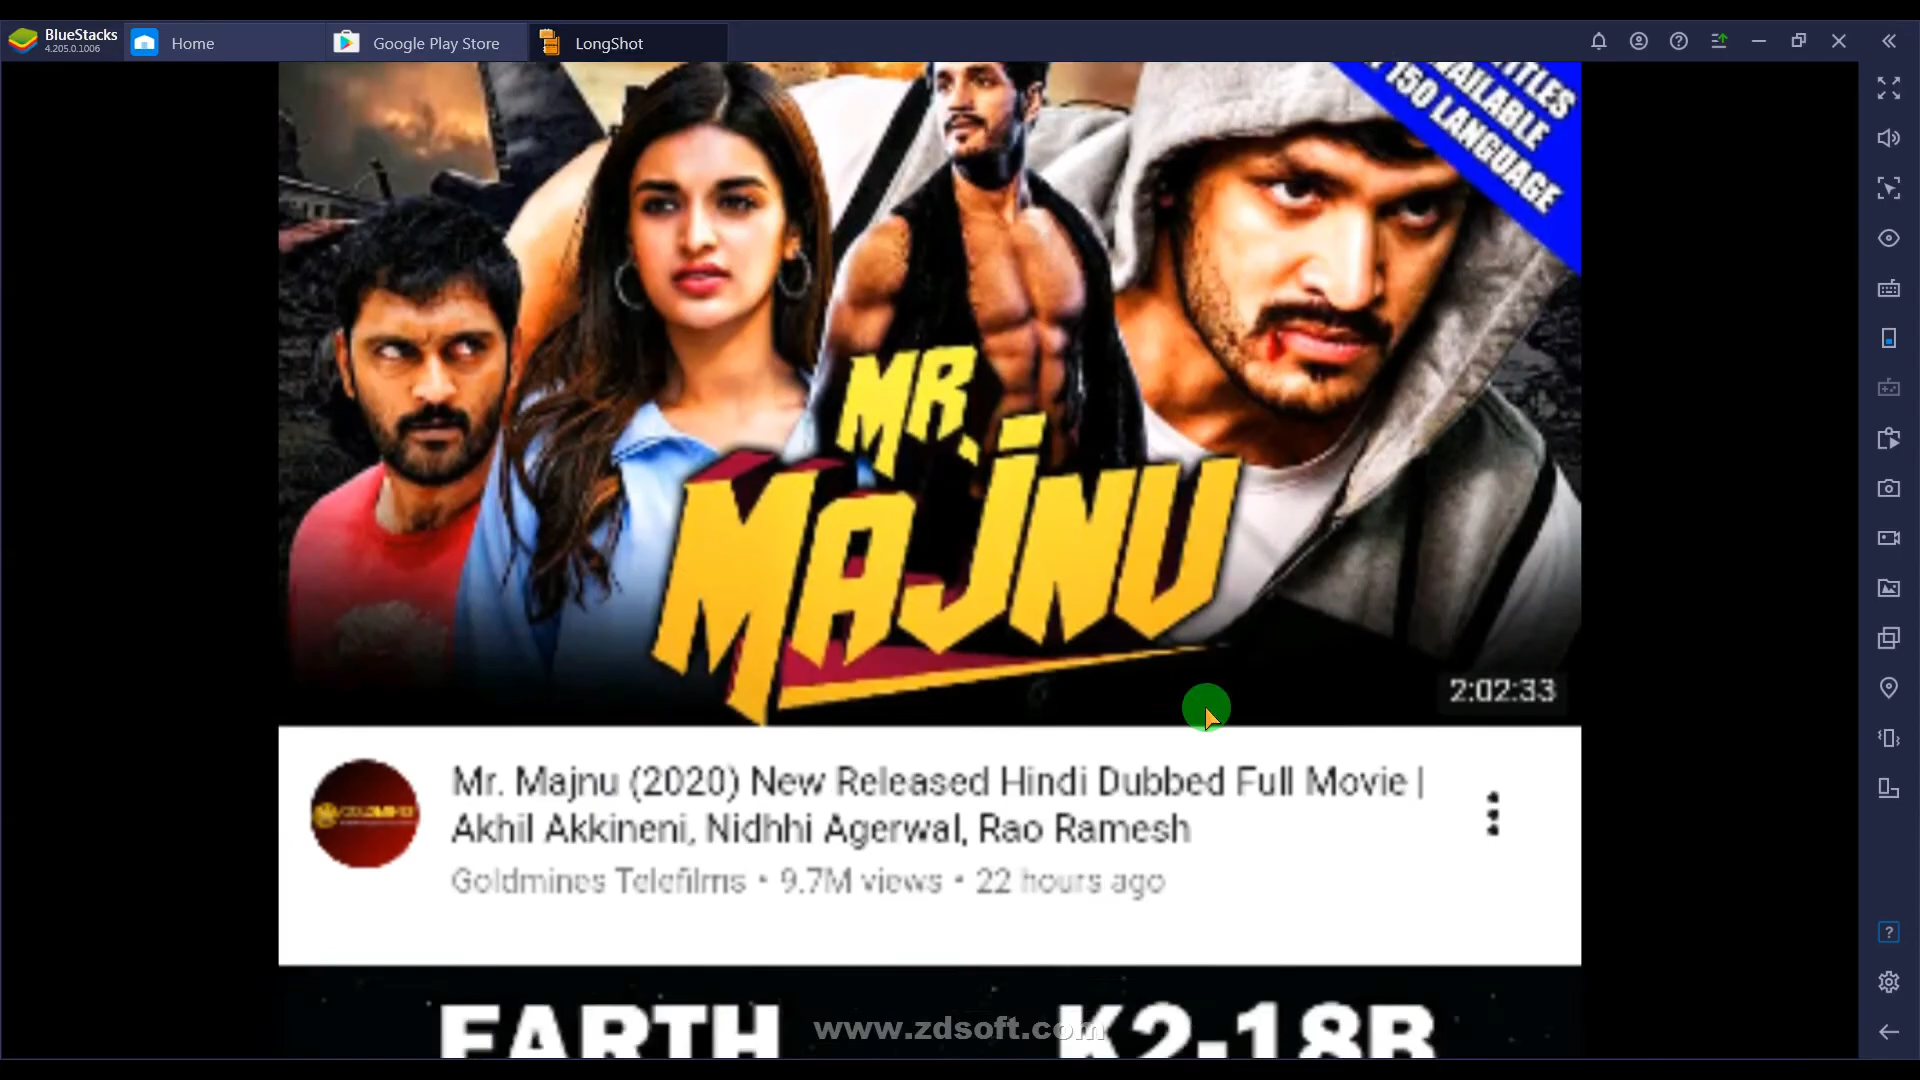 BlueStacks
4.205.0.1006
Home
Google Play Store
LongShot
AVAILABLE
150 LANGUAGE
MR.
MAJNU
2:02:33
Mr. Majnu (2020) New Released Hindi Dubbed Full Movie |
Akhil Akkineni, Nidhhi Agerwal, Rao Ramesh
Goldmines Telefilms • 9.7M views • 22 hours ago
EARTH
K2-18B
www.zdsoft.com